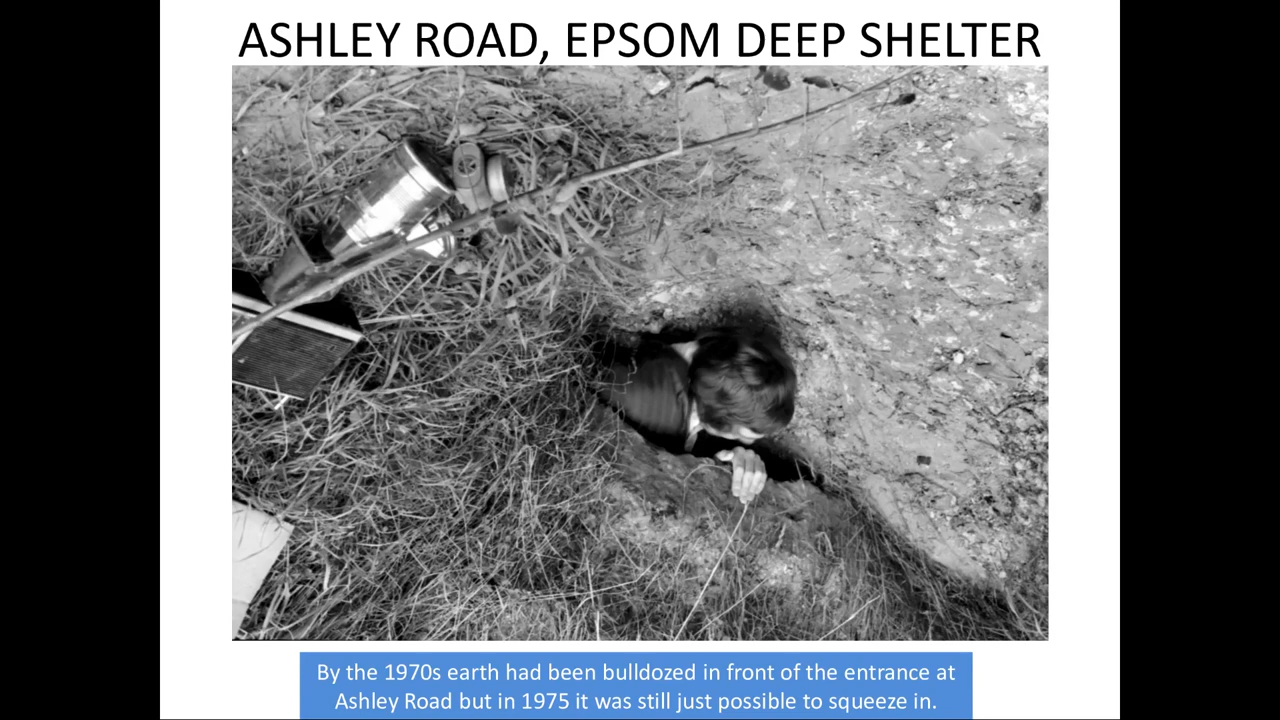 ASHLEY ROAD, EPSOM DEEP SHELTER
By the 1970s earth had been bulldozed in front of the entrance at
Ashley Road but in 1975 it was still just possible to squeeze in.